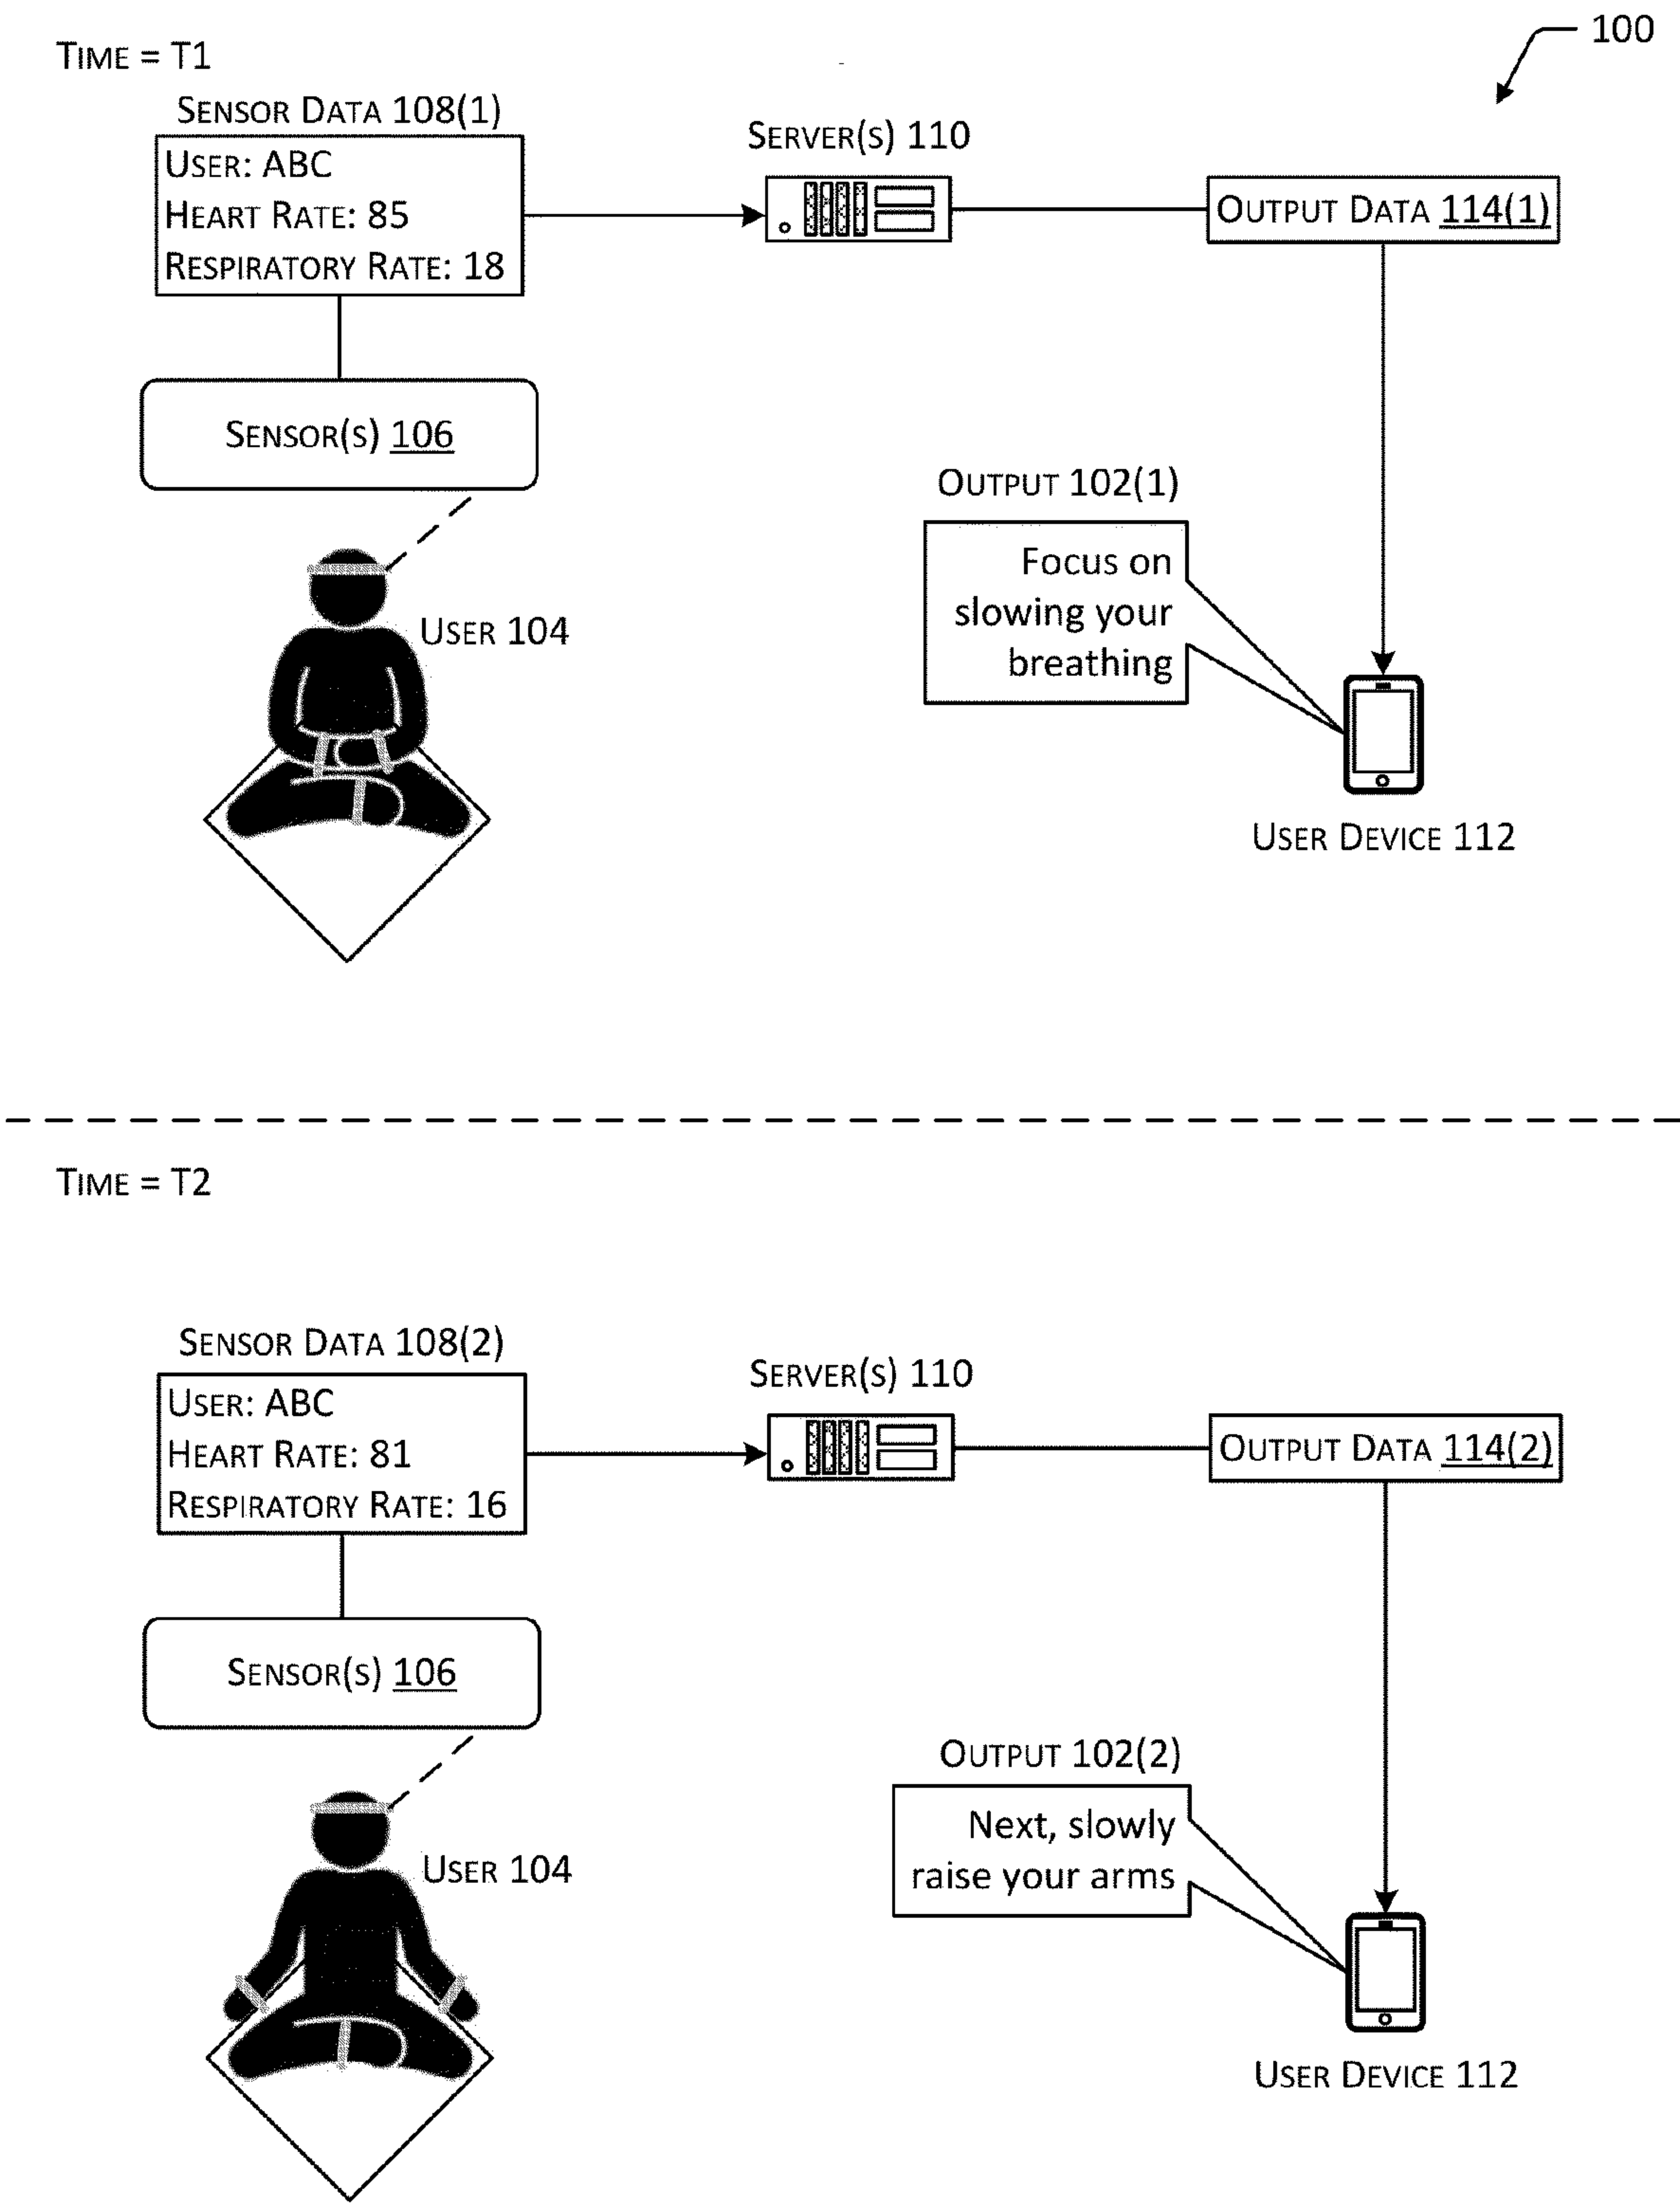 100
TIME = T1
SENSOR DATA 108(1)
USER: ABC
HEART RATE: 85
RESPIRATORY RATE: 18
SERVER(S) 110
OUTPUT DATA 114(1)
SENSOR(S) 106
USER 104
OUTPUT 102(1)
Focus on
slowing your
breathing
USER DEVICE 112
TIME = T2
SENSOR DATA 108(2)
USER: ABC
HEART RATE: 81
RESPIRATORY RATE: 16
SERVER(S) 110
OUTPUT DATA 114(2)
SENSOR(S) 106
USER 104
OUTPUT 102(2)
Next, slowly
raise your arms
USER DEVICE 112